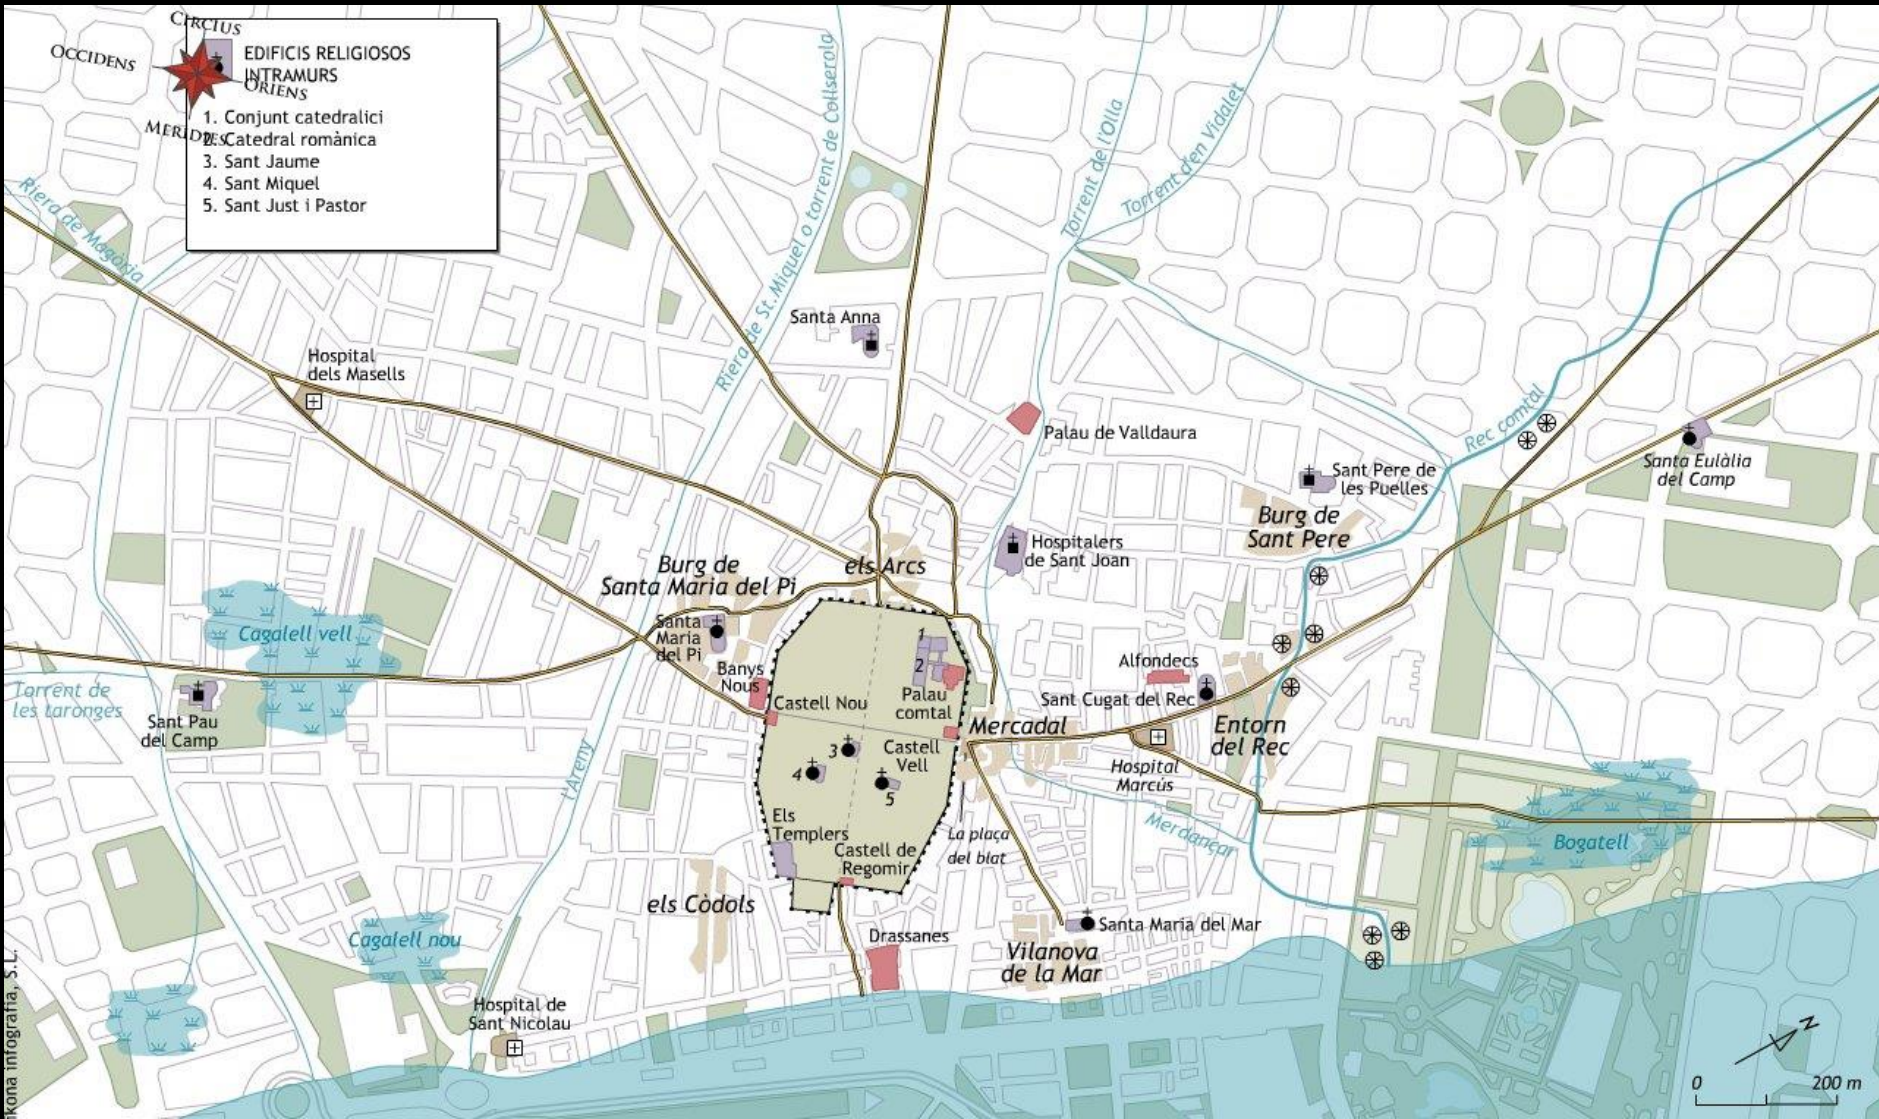 CIRCIUS
OCCIDENS
ORIENS
MERIDIES
EDIFICIS RELIGIOSOS
INTRAMURS
1. Conjunt catedralici
2. Catedral romànica
3. Sant Jaume
4. Sant Miquel
5. Sant Just i Pastor
Riera de Magòria
Riera de St. Miquel o torrent de Collserola
Torrent de l'Olla
Torrent d'en Vidalet
Santa Anna
Hospital
dels Masells
Palau de Valldaura
Rec comtal
Sant Pere de
les Puelles
Santa Eulàlia
del Camp
Burg de
Sant Pere
Hospitalers
de Sant Joan
els Arcs
Burg de
Santa Maria del Pi
Santa
Maria
del Pi
Cagalell vell
Banys
Nous
1
2
Palau
comtal
Alfondecs
Sant Cugat del Rec
Torrent de
les taronges
Sant Pau
del Camp
Castell Nou
Mercadal
Entorn
del Rec
3
4
5
Castell
Vell
Hospital
Marcús
l'Areny
Els
Templers
Castell de
Regomir
La plaça
del blat
Merdançar
Bogatell
els Còdols
Cagalell nou
Drassanes
Santa Maria del Mar
Vilanova
de la Mar
Hospital de
Sant Nicolau
ikona infografia, S.L.
N
0 200 m